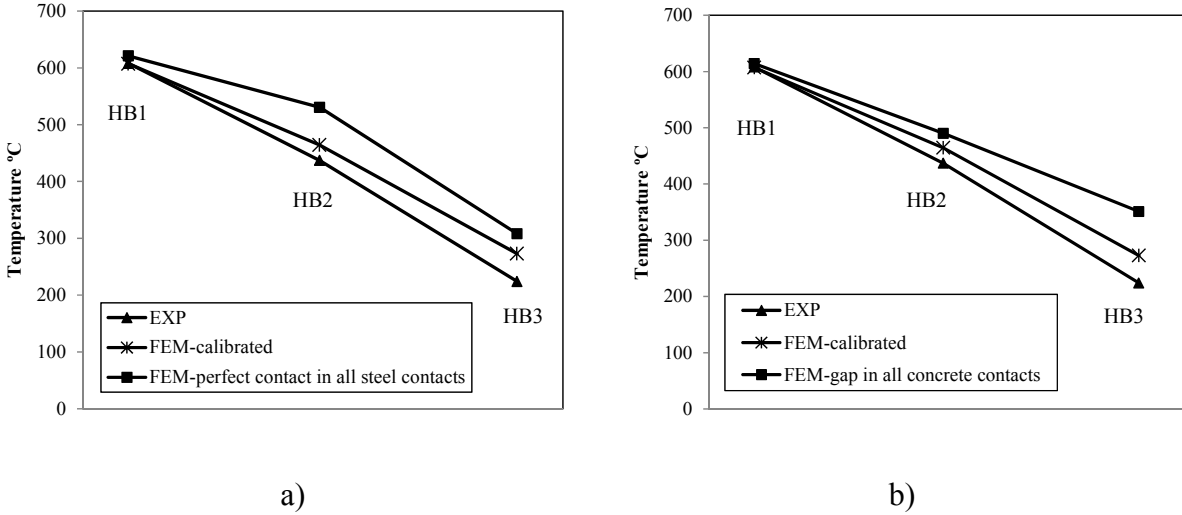 700
600
500
400
300
200
100
0
Temperature ºC
HB1
HB2
HB3
EXP
FEM-calibrated
FEM-perfect contact in all steel contacts
a)
700
600
500
400
300
200
100
0
Temperature ºC
HB1
HB2
HB3
EXP
FEM-calibrated
FEM-gap in all concrete contacts
b)